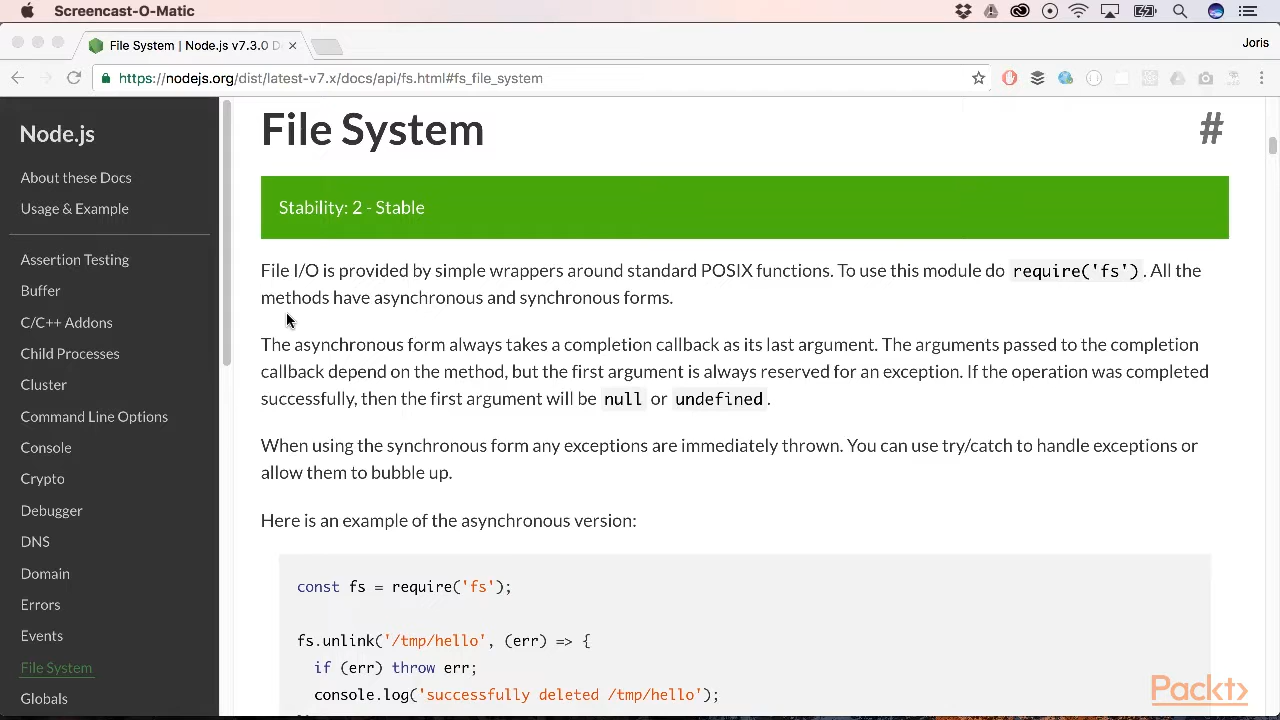 Screencast-O-Matic
File System | Node.js v7.3.0 D
Joris
https://nodejs.org/dist/latest-v7.x/docs/api/fs.html#fs_file_system
Node.js
About these Docs
Usage & Example
Assertion Testing
Buffer
C/C++ Addons
Child Processes
Cluster
Command Line Options
Console
Crypto
Debugger
DNS
Domain
Errors
Events
File System
Globals
File System #
Stability: 2 - Stable
File I/O is provided by simple wrappers around standard POSIX functions. To use this module do require('fs'). All the
methods have asynchronous and synchronous forms.
The asynchronous form always takes a completion callback as its last argument. The arguments passed to the completion
callback depend on the method, but the first argument is always reserved for an exception. If the operation was completed
successfully, then the first argument will be null or undefined.
When using the synchronous form any exceptions are immediately thrown. You can use try/catch to handle exceptions or
allow them to bubble up.
Here is an example of the asynchronous version:
const fs = require('fs');
fs.unlink('/tmp/hello', (err) => {
if (err) throw err;
console.log('successfully deleted /tmp/hello');
Packt>